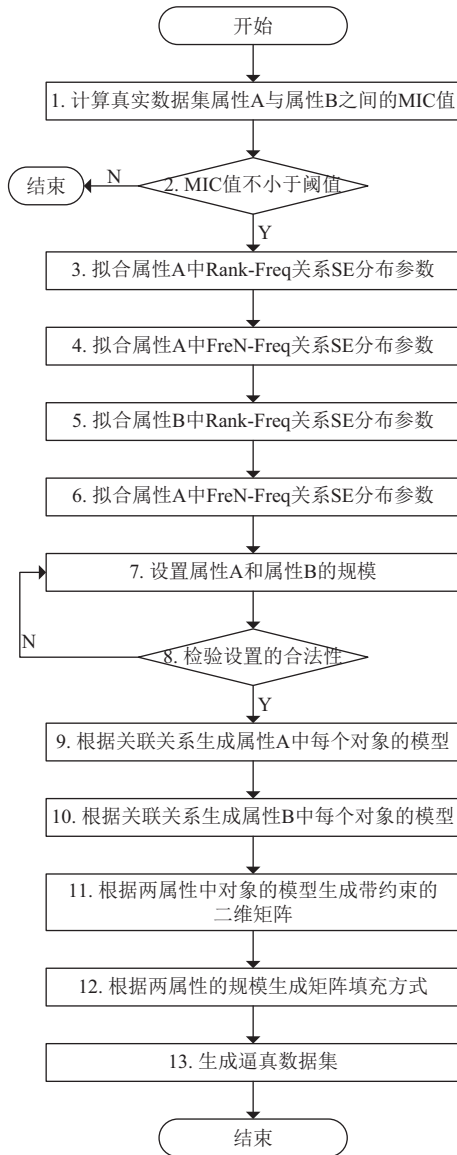 开始
1. 计算真实数据集属性A与属性B之间的MIC值
2. MIC值不小于阈值
N
结束
Y
3. 拟合属性A中Rank-Freq关系SE分布参数
4. 拟合属性A中FreN-Freq关系SE分布参数
5. 拟合属性B中Rank-Freq关系SE分布参数
6. 拟合属性A中FreN-Freq关系SE分布参数
7. 设置属性A和属性B的规模
N
8. 检验设置的合法性
Y
9. 根据关联关系生成属性A中每个对象的模型
10. 根据关联关系生成属性B中每个对象的模型
11. 根据两属性中对象的模型生成带约束的
二维矩阵
12. 根据两属性的规模生成矩阵填充方式
13. 生成逼真数据集
结束